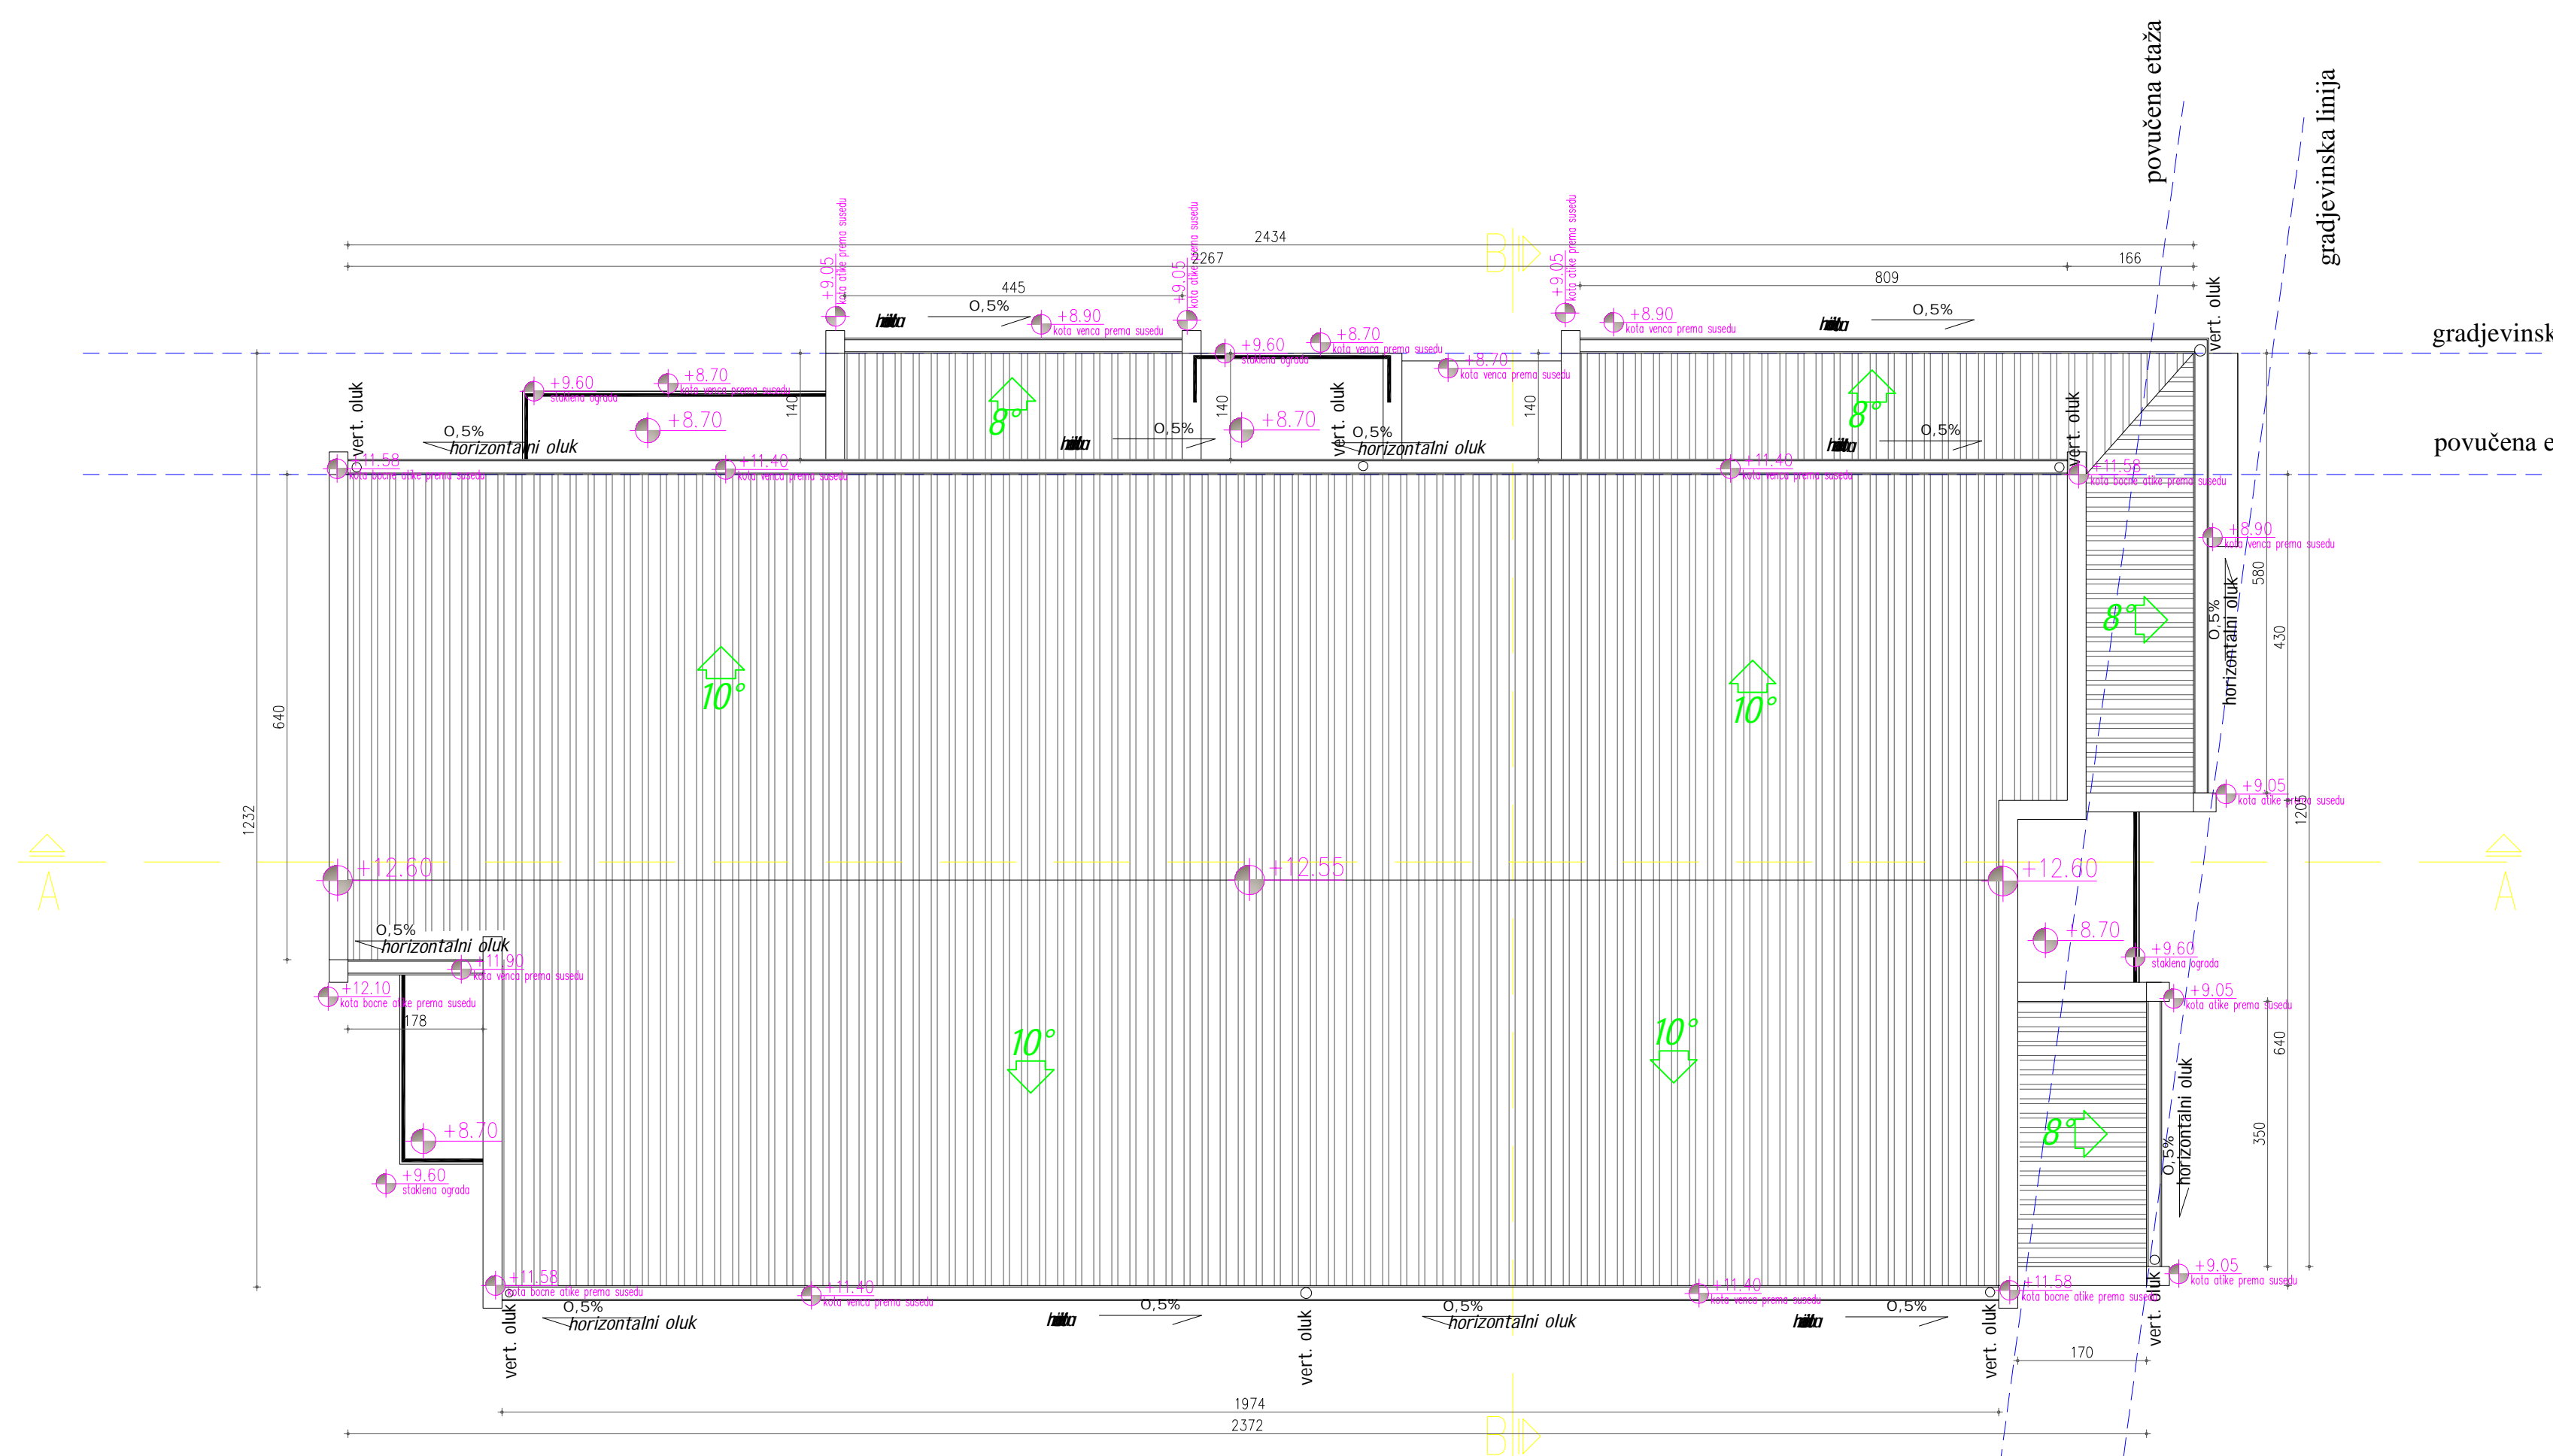 povučena etaža
gradjevinska linija
2434
2267
166
445
809
B
+9.05
kota atike prema susedu
+9.05
kota atike prema susedu
+9.05
kota atike prema susedu
0,5%
+8.90
kota venca prema susedu
+8.90
kota venca prema susedu
0,5%
vert. oluk
gradjevinsk
+9.60
staklena ograda
+8.70
kota venca prema susedu
+8.70
kota venca prema susedu
+9.60
staklena ograda
+8.70
kota venca prema susedu
vert. oluk
+8.70
140
8°
140
+8.70
vert. oluk
140
8°
vert. oluk
0,5%
horizontalni oluk
0,5%
0,5%
horizontalni oluk
0,5%
povučena e
+11.58
kota bocne atike prema susedu
+11.40
kota venca prema susedu
+11.40
kota venca prema susedu
+11.58
kota bocne atike prema susedu
+8.90
kota venca prema susedu
580
430
8°
0,5%
horizontalni oluk
10°
10°
640
1232
+9.05
kota atike prema susedu
1205
A
+12.60
+12.55
+12.60
A
0,5%
horizontalni oluk
+8.70
+11.90
kota venca prema susedu
+9.60
staklena ograda
+12.10
kota bocne atike prema susedu
+9.05
kota atike prema susedu
178
10°
10°
640
350
8°
0,5%
horizontalni oluk
+8.70
+9.60
staklena ograda
+11.58
kota bocne atike prema susedu
+11.40
kota venca prema susedu
+11.40
kota venca prema susedu
+11.58
kota bocne atike prema susedu
+9.05
kota atike prema susedu
vert. oluk
0,5%
horizontalni oluk
0,5%
vert. oluk
0,5%
horizontalni oluk
0,5%
vert. oluk
vert. oluk
170
1974
2372
B